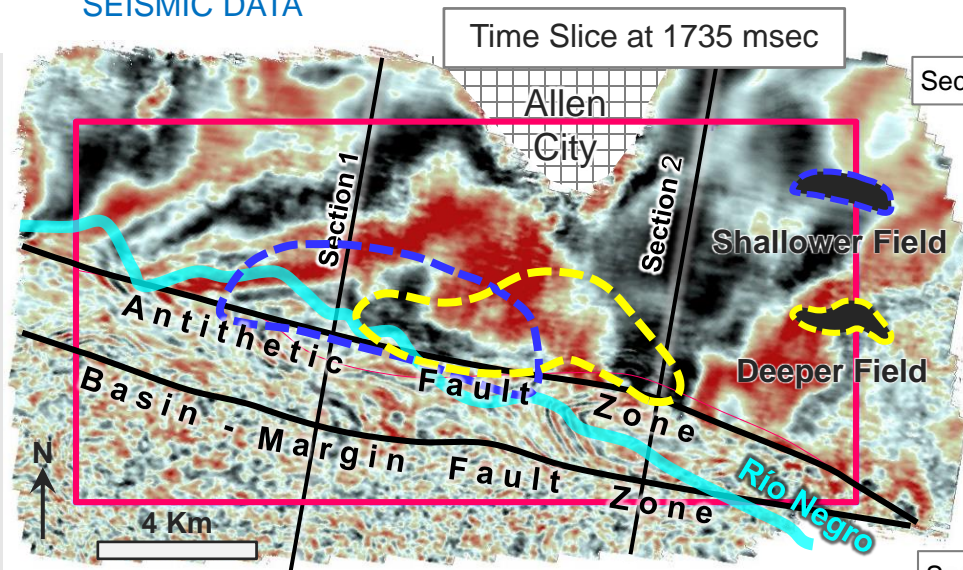 SEISMIC DATA
Time Slice at 1735 msec
Sec
Allen
City
Section 1
Section 2
Shallower Field
Deeper Field
Antithetic Fault Zone
Basin - Margin Fault Zone
Río Negro
N
4 Km